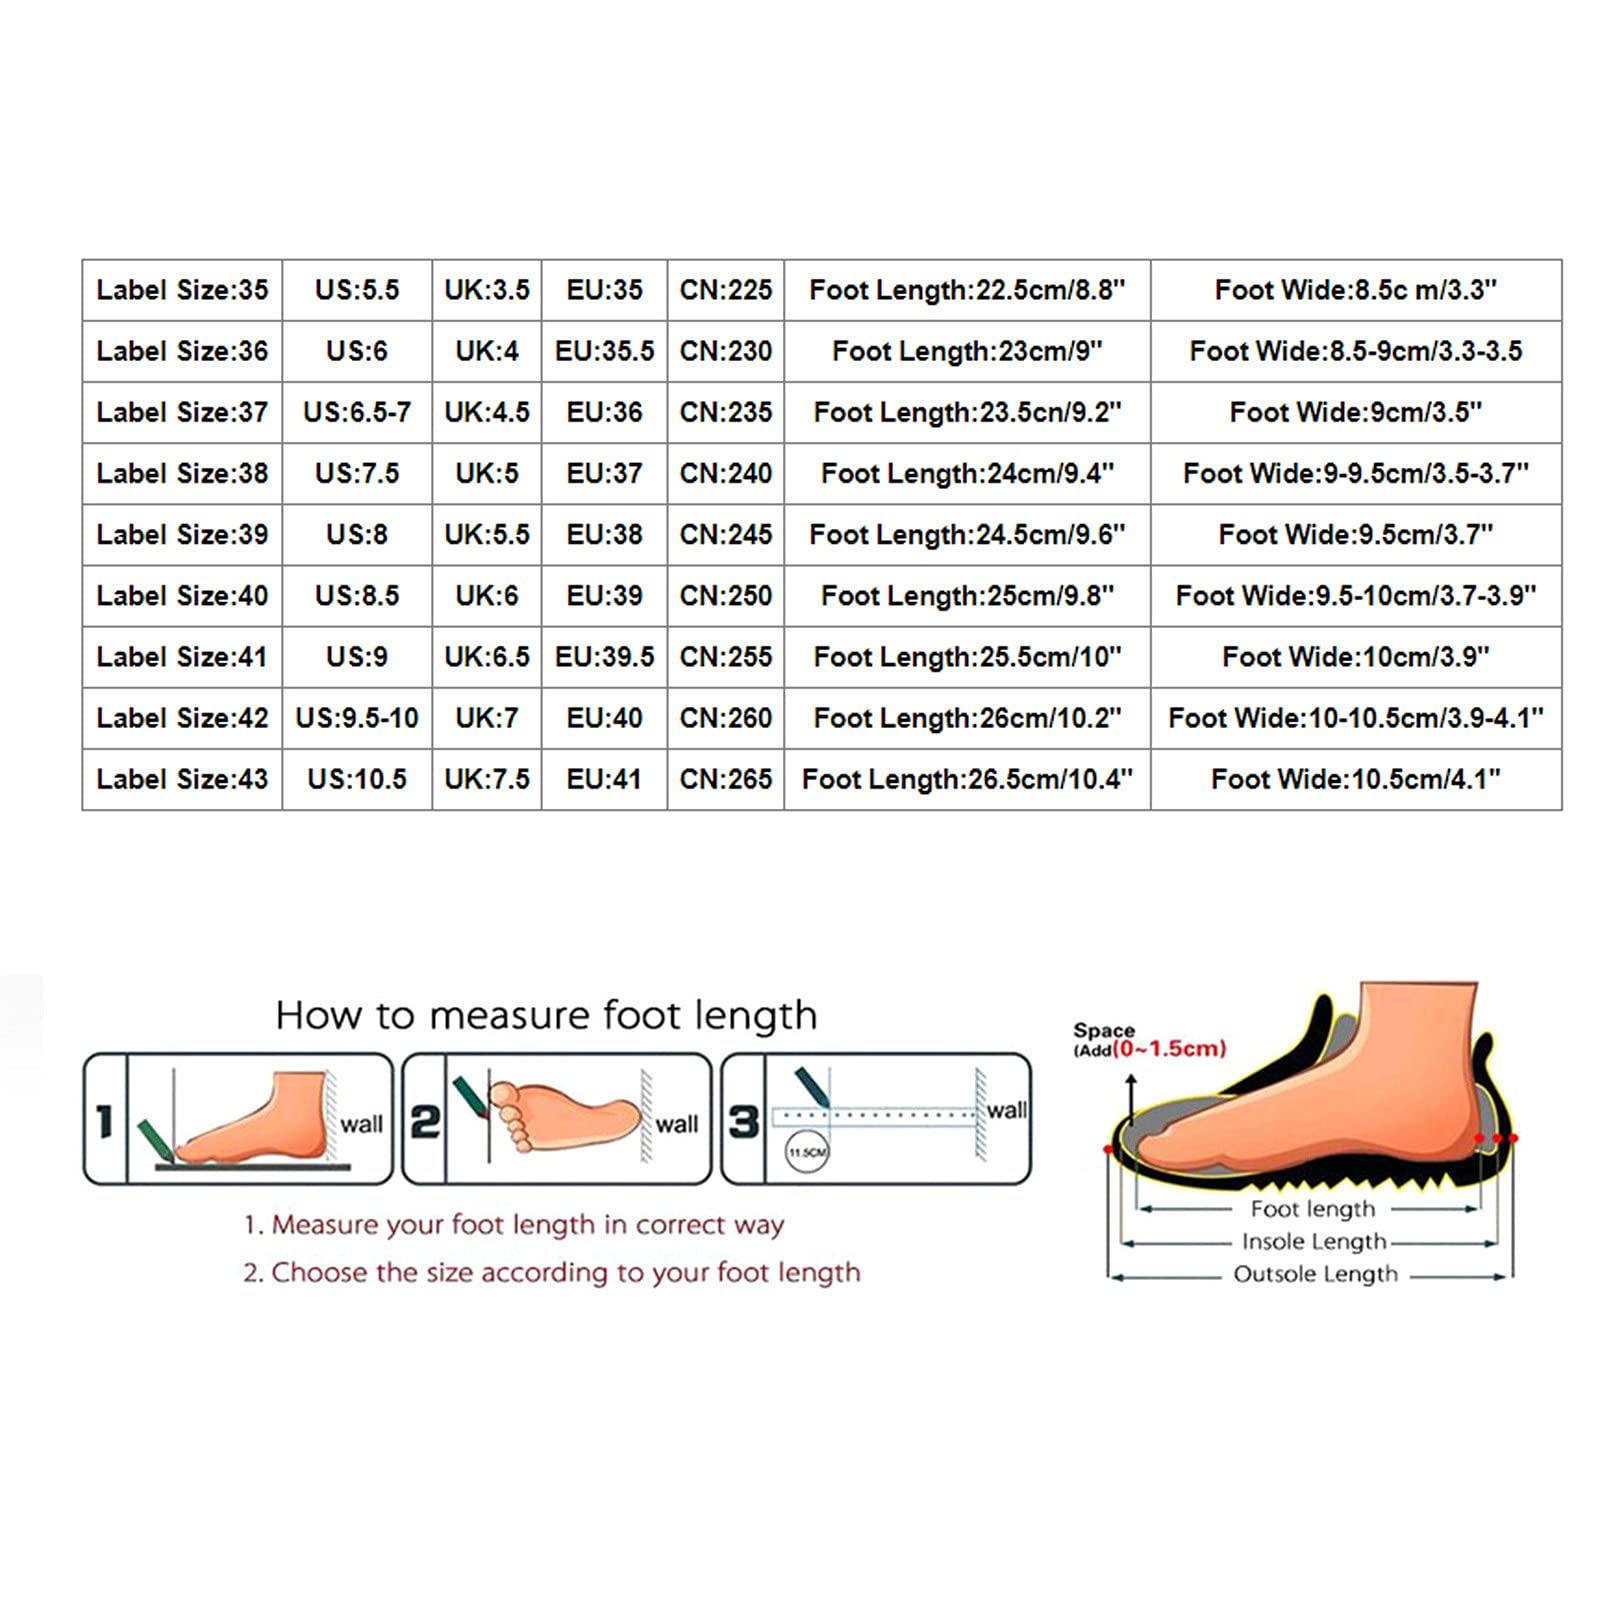 Label Size:35 US:5.5 UK:3.5 EU:35 CN:225 Foot Length:22.5cm/8.8" Foot Wide:8.5c m/3.3"
Label Size:36 US:6 UK:4 EU:35.5 CN:230 Foot Length:23cm/9" Foot Wide:8.5-9cm/3.3-3.5
Label Size:37 US:6.5-7 UK:4.5 EU:36 CN:235 Foot Length:23.5cn/9.2" Foot Wide:9cm/3.5"
Label Size:38 US:7.5 UK:5 EU:37 CN:240 Foot Length:24cm/9.4" Foot Wide:9-9.5cm/3.5-3.7"
Label Size:39 US:8 UK:5.5 EU:38 CN:245 Foot Length:24.5cm/9.6" Foot Wide:9.5cm/3.7"
Label Size:40 US:8.5 UK:6 EU:39 CN:250 Foot Length:25cm/9.8" Foot Wide:9.5-10cm/3.7-3.9"
Label Size:41 US:9 UK:6.5 EU:39.5 CN:255 Foot Length:25.5cm/10" Foot Wide:10cm/3.9"
Label Size:42 US:9.5-10 UK:7 EU:40 CN:260 Foot Length:26cm/10.2" Foot Wide:10-10.5cm/3.9-4.1"
Label Size:43 US:10.5 UK:7.5 EU:41 CN:265 Foot Length:26.5cm/10.4" Foot Wide:10.5cm/4.1"
How to measure foot length
1 wall
2 wall
3 wall
11.5CM
1. Measure your foot length in correct way
2. Choose the size according to your foot length
Space
(Add(0~1.5cm)
Foot length
Insole Length
Outsole Length